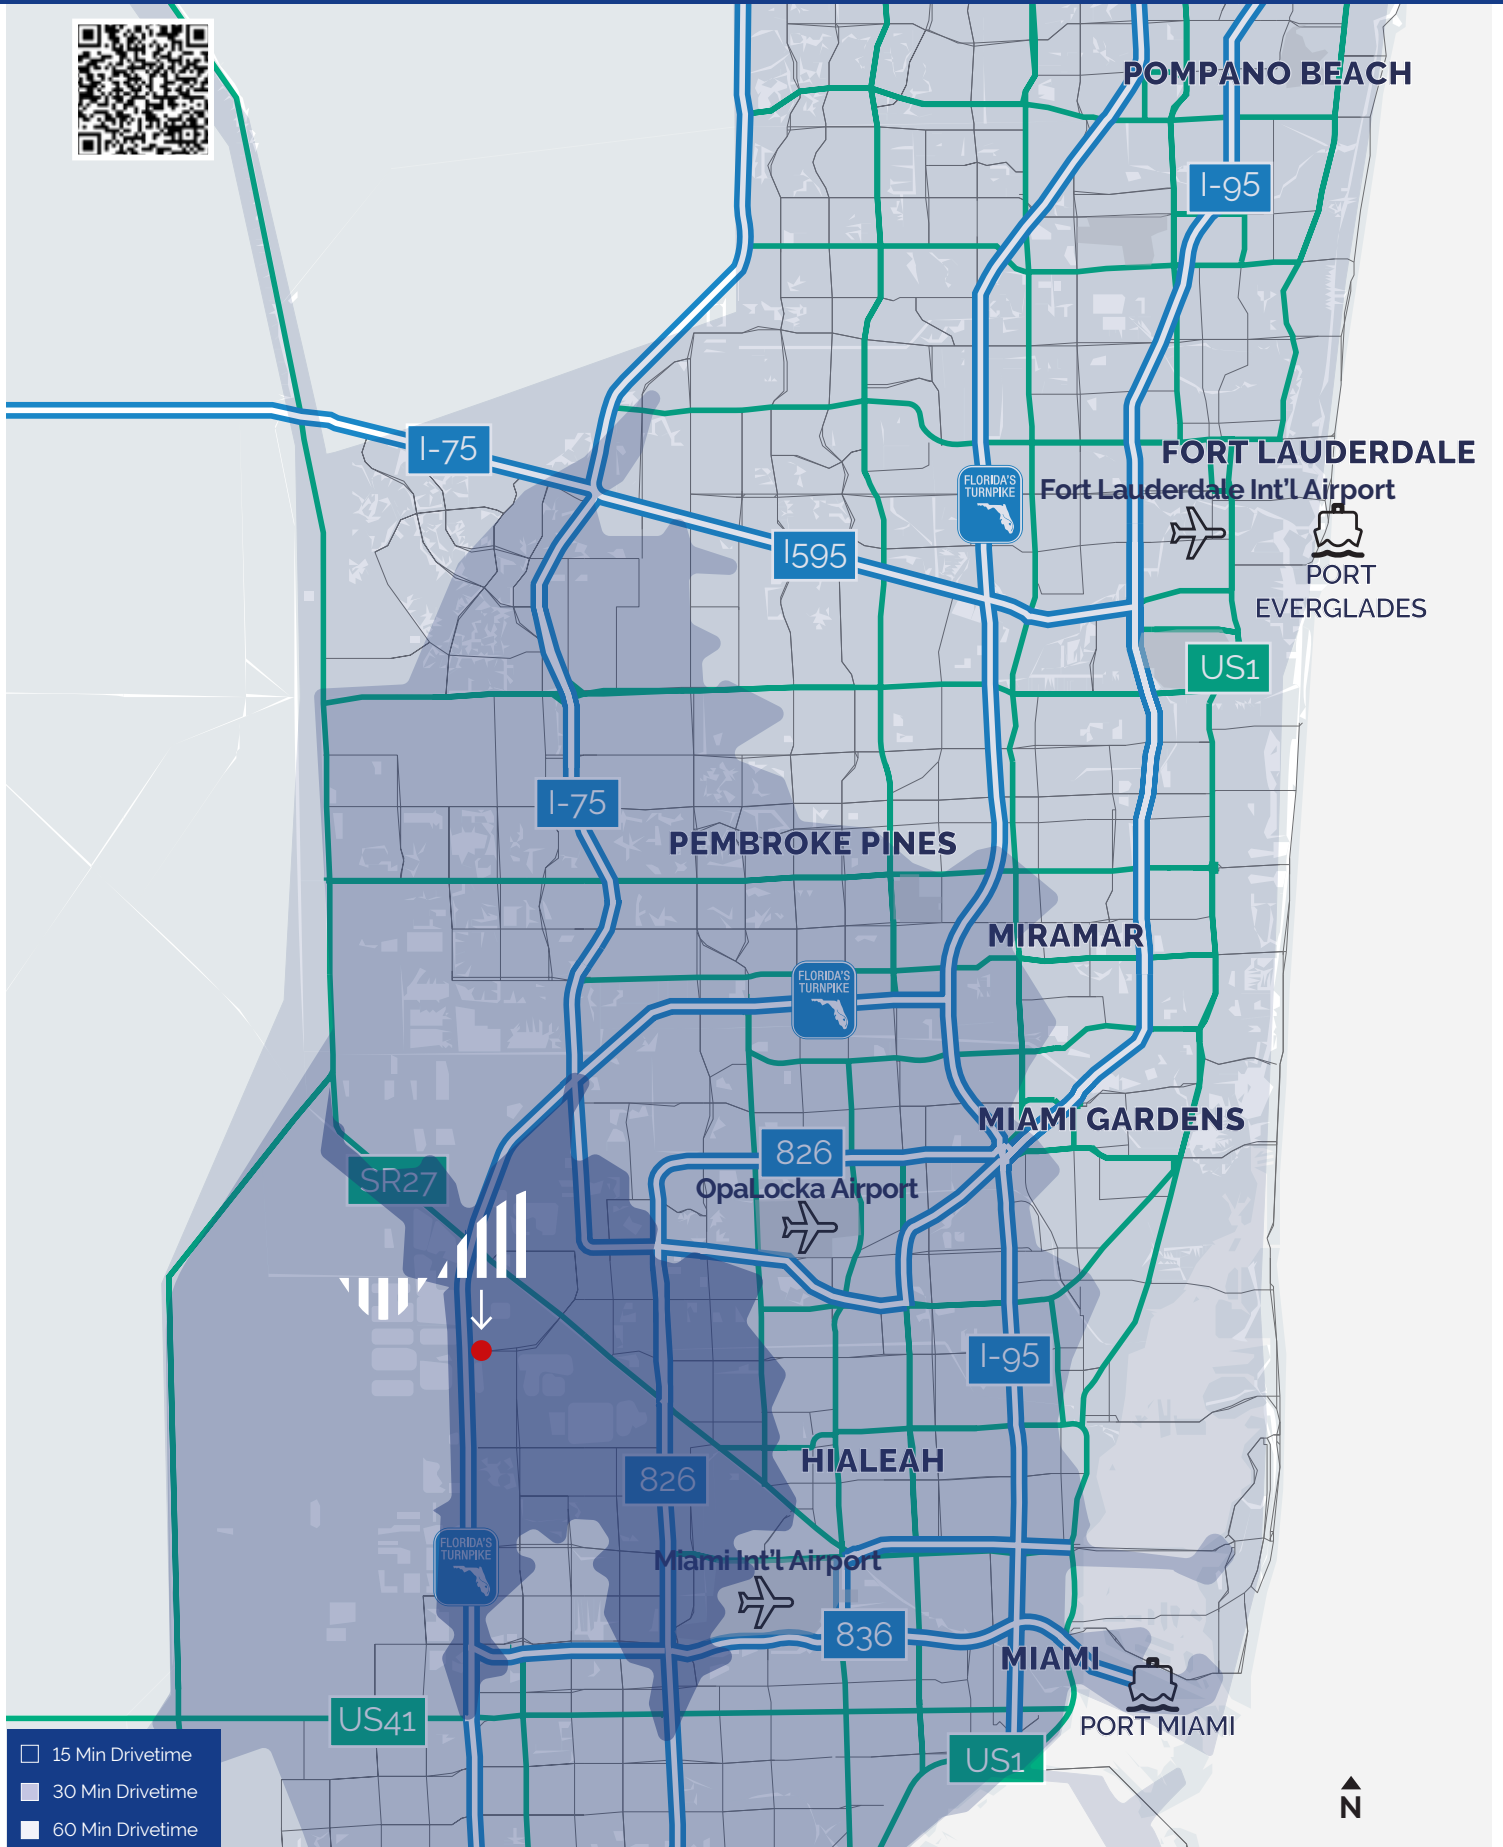 POMPANO BEACH
I-95
I-75
FORT LAUDERDALE
FLORIDA'S
TURNPIKE
Fort Lauderdale Int'l Airport
I595
PORT
EVERGLADES
US1
I-75
PEMBROKE PINES
MIRAMAR
FLORIDA'S
TURNPIKE
MIAMI GARDENS
826
SR27
OpaLocka Airport
I-95
HIALEAH
826
FLORIDA'S
TURNPIKE
Miami Int'l Airport
836
MIAMI
US41
PORT MIAMI
US1
15 Min Drivetime
30 Min Drivetime
60 Min Drivetime
N